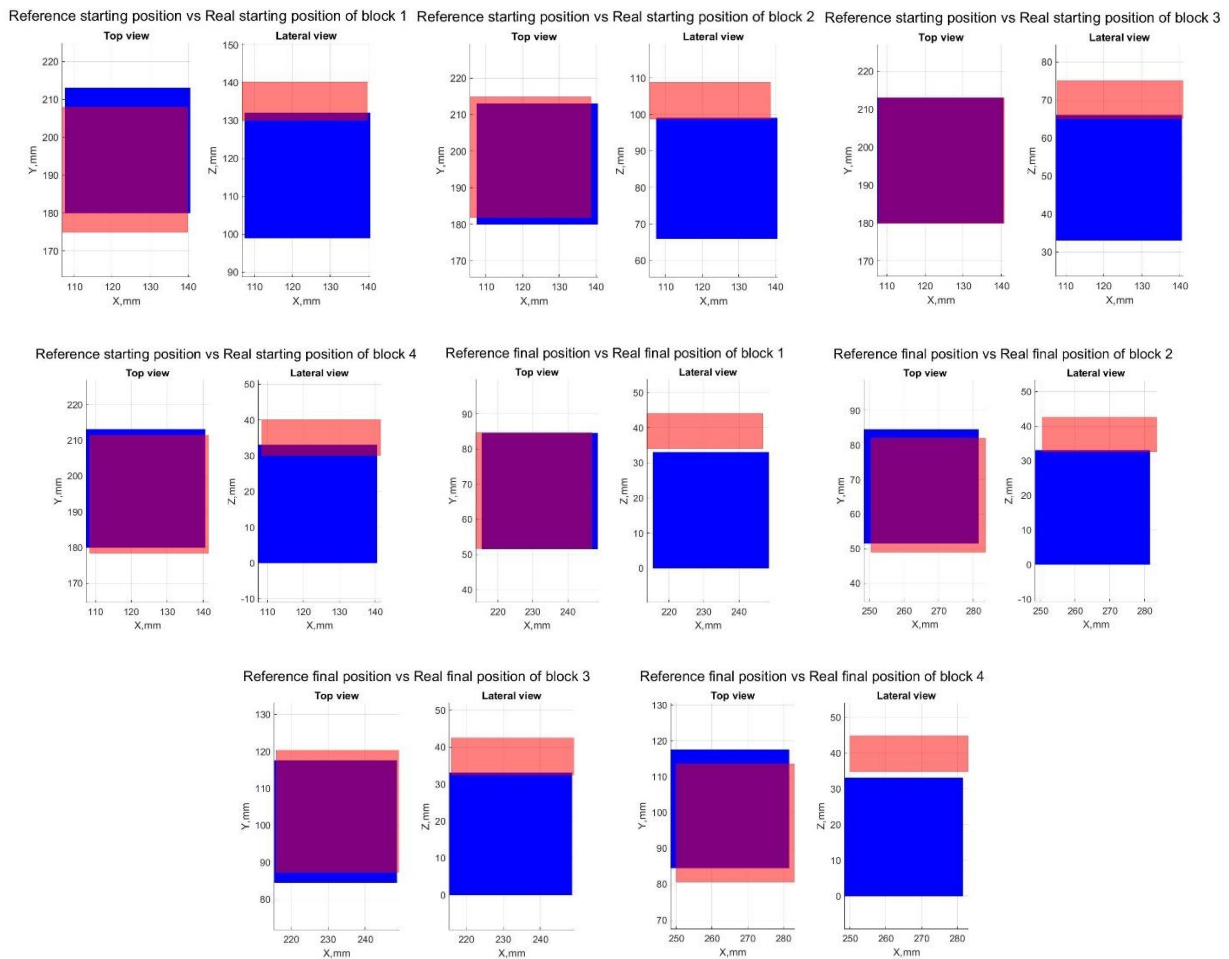 Reference starting position vs Real starting position of block 1
Top view
Lateral view
220
210
200
190
180
170
Y,mm
110
120
130
140
X,mm
150
140
130
120
110
100
90
Z,mm
110
120
130
140
X,mm
Reference starting position vs Real starting position of block 2
Top view
Lateral view
220
210
200
190
180
170
Y,mm
110
120
130
140
X,mm
110
100
90
80
70
60
Z,mm
110
120
130
140
X,mm
Reference starting position vs Real starting position of block 3
Top view
Lateral view
220
210
200
190
180
170
Y,mm
110
120
130
140
X,mm
80
70
60
50
40
30
Z,mm
110
120
130
140
X,mm
Reference starting position vs Real starting position of block 4
Top view
Lateral view
220
210
200
190
180
170
Y,mm
110
120
130
140
X,mm
50
40
30
20
10
0
-10
Z,mm
110
120
130
140
X,mm
Reference final position vs Real final position of block 1
Top view
Lateral view
90
80
70
60
50
40
Y,mm
220
230
240
X,mm
50
40
30
20
10
0
Z,mm
220
230
240
X,mm
Reference final position vs Real final position of block 2
Top view
Lateral view
90
80
70
60
50
40
Y,mm
250
260
270
280
X,mm
50
40
30
20
10
0
-10
Z,mm
250
260
270
280
X,mm
Reference final position vs Real final position of block 3
Top view
Lateral view
130
120
110
100
90
80
Y,mm
220
230
240
X,mm
50
40
30
20
10
0
Z,mm
220
230
240
X,mm
Reference final position vs Real final position of block 4
Top view
Lateral view
130
120
110
100
90
80
70
Y,mm
250
260
270
280
X,mm
50
40
30
20
10
0
Z,mm
250
260
270
280
X,mm